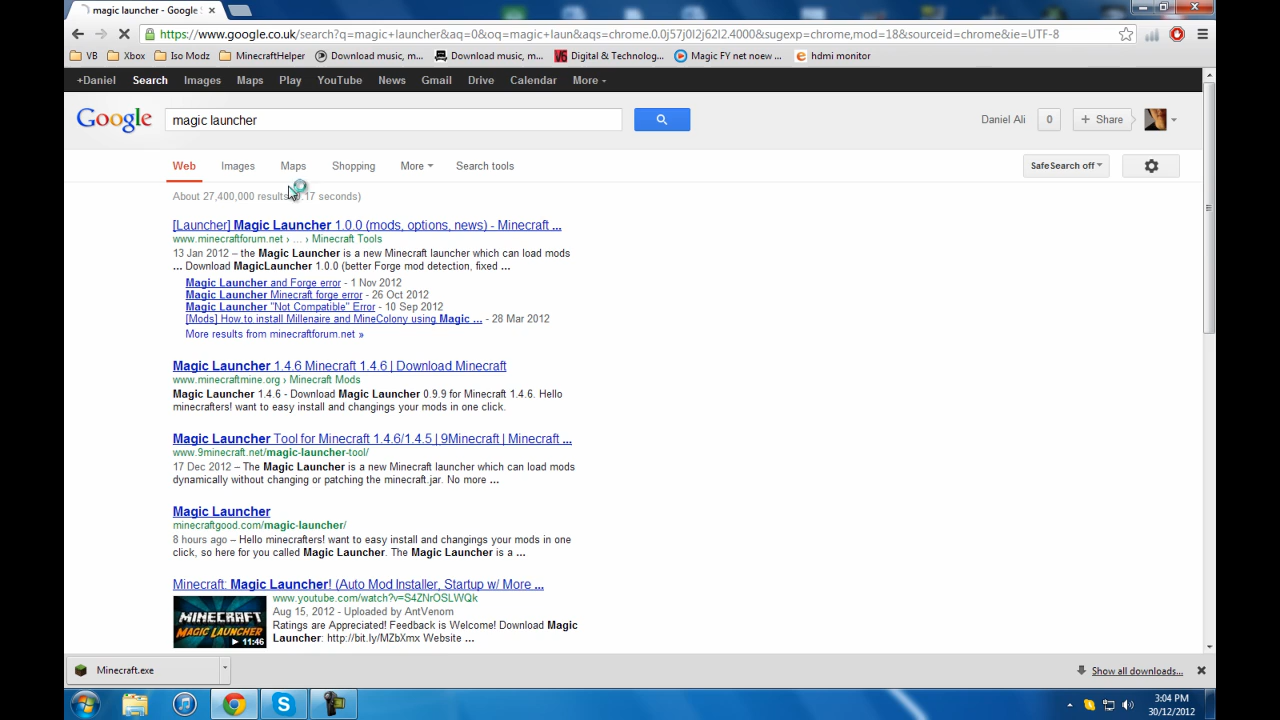 magic launcher - Google S
https://www.google.co.uk/search?q=magic+launcher&aq=0&oq=magic+laun&aqs=chrome.0.0j57j0l2j62l2.4000&sugexp=chrome,mod=18&sourceid=chrome&ie=UTF-8
VB Xbox Iso Modz MinecraftHelper Download music, m... Download music, m... Digital & Technolog... Magic FY net noew ... hdmi monitor
+Daniel Search Images Maps Play YouTube News Gmail Drive Calendar More
Google magic launcher Daniel Ali 0 + Share
Web Images Maps Shopping More Search tools SafeSearch off
About 27,400,000 results .17 seconds)
[Launcher] Magic Launcher 1.0.0 (mods, options, news) - Minecraft ...
www.minecraftforum.net › ... › Minecraft Tools
13 Jan 2012 – the Magic Launcher is a new Minecraft launcher which can load mods
... Download MagicLauncher 1.0.0 (better Forge mod detection, fixed ...
Magic Launcher and Forge error - 1 Nov 2012
Magic Launcher Minecraft forge error - 26 Oct 2012
Magic Launcher "Not Compatible" Error - 10 Sep 2012
[Mods] How to install Millenaire and MineColony using Magic ... - 28 Mar 2012
More results from minecraftforum.net »
Magic Launcher 1.4.6 Minecraft 1.4.6 | Download Minecraft
www.minecraftmine.org › Minecraft Mods
Magic Launcher 1.4.6 - Download Magic Launcher 0.9.9 for Minecraft 1.4.6. Hello
minecrafters! want to easy install and changings your mods in one click.
Magic Launcher Tool for Minecraft 1.4.6/1.4.5 | 9Minecraft | Minecraft ...
www.9minecraft.net/magic-launcher-tool/
17 Dec 2012 – The Magic Launcher is a new Minecraft launcher which can load mods
dynamically without changing or patching the minecraft.jar. No more ...
Magic Launcher
minecraftgood.com/magic-launcher/
8 hours ago – Hello minecrafters! want to easy install and changings your mods in one
click, so here for you called Magic Launcher. The Magic Launcher is a ...
Minecraft: Magic Launcher! (Auto Mod Installer, Startup w/ More ...
www.youtube.com/watch?v=S4ZNrOSLWQk
Aug 15, 2012 - Uploaded by AntVenom
Ratings are Appreciated! Feedback is Welcome! Download Magic
Launcher: http://bit.ly/MZbXmx Website ...
MINECRAFT
MAGIC LAUNCHER
11:46
Minecraft.exe Show all downloads...
3:04 PM
30/12/2012